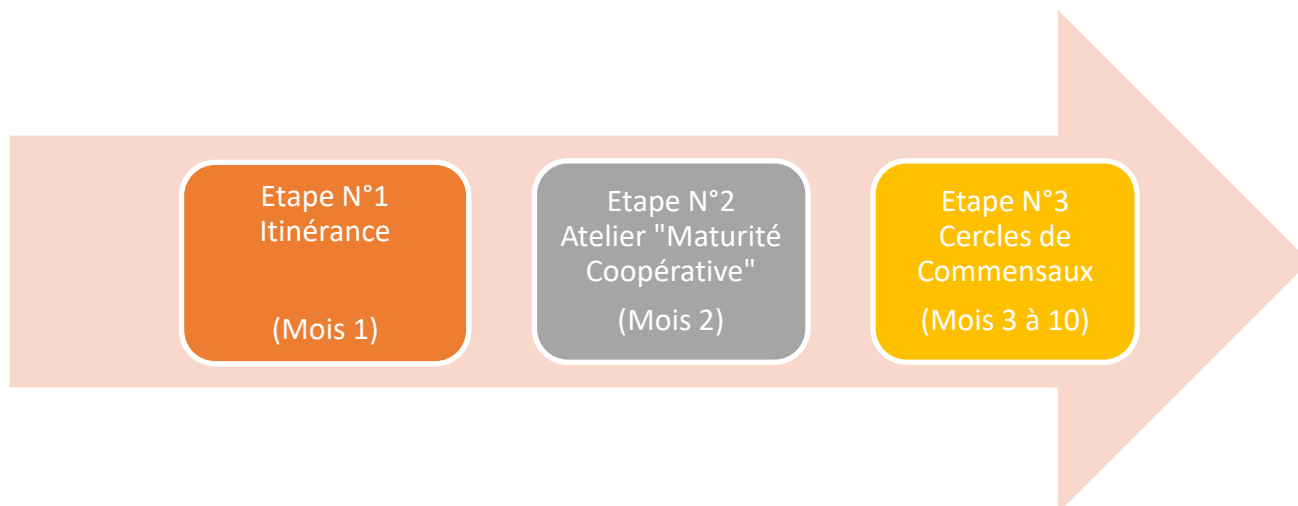 Etape N°1
Itinérance
(Mois 1)
Etape N°2
Atelier "Maturité
Coopérative"
(Mois 2)
Etape N°3
Cercles de
Commensaux
(Mois 3 à 10)